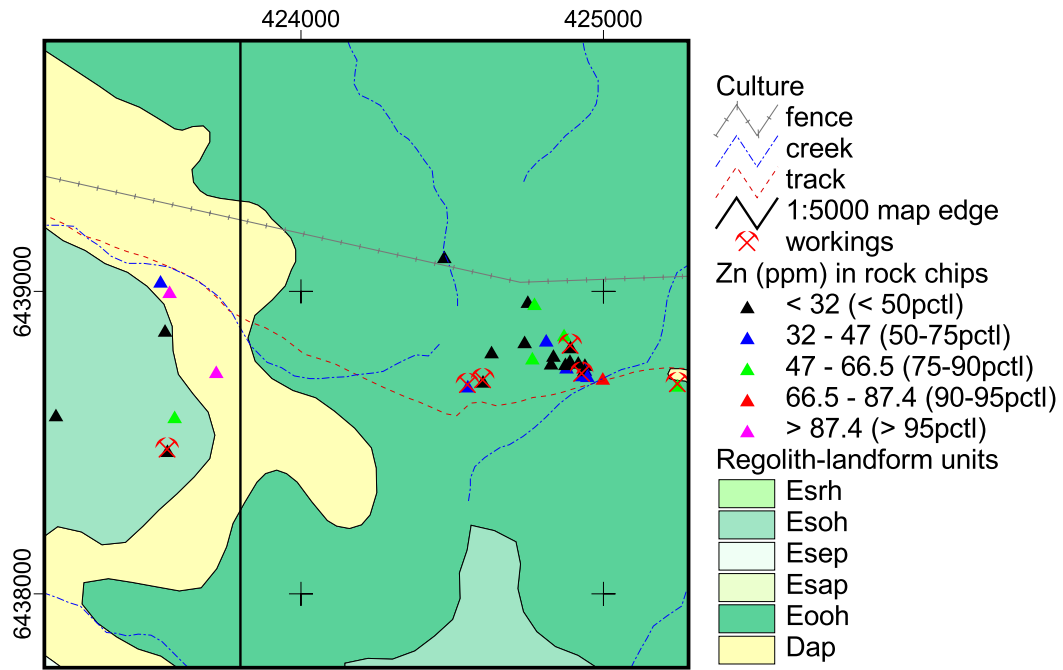 424000 425000
6439000
6438000
Culture
fence
creek
track
1:5000 map edge
workings
Zn (ppm) in rock chips
< 32 (< 50pctl)
32 - 47 (50-75pctl)
47 - 66.5 (75-90pctl)
66.5 - 87.4 (90-95pctl)
> 87.4 (> 95pctl)
Regolith-landform units
Esrh
Esoh
Esep
Esap
Eooh
Dap